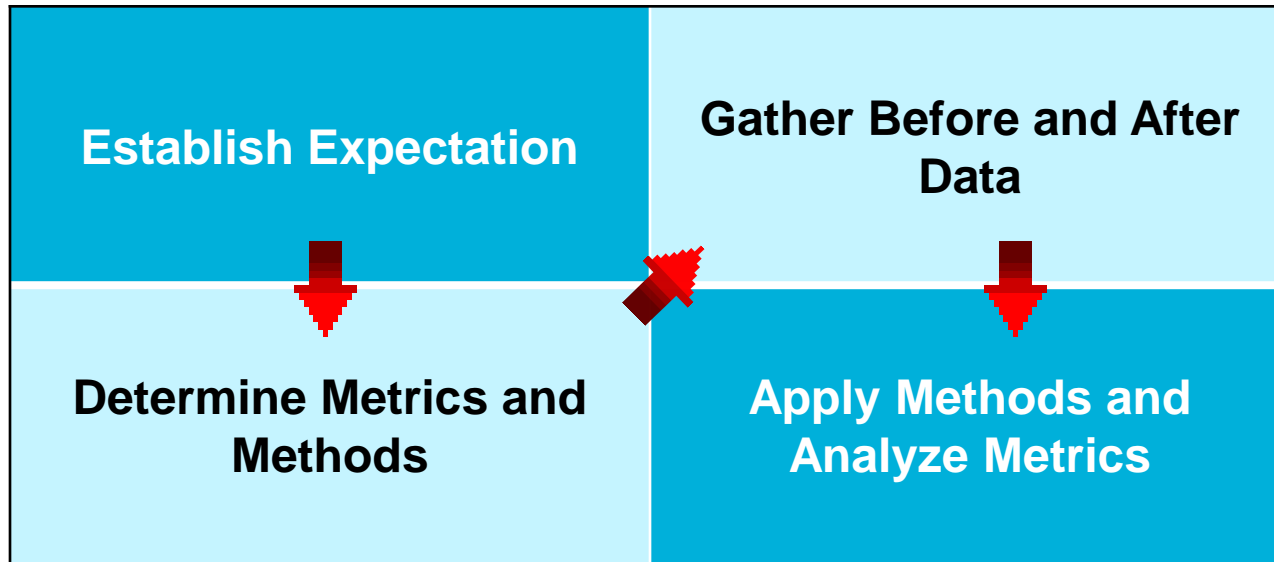 Establish Expectation
Determine Metrics and
Methods
Gather Before and After
Data
Apply Methods and
Analyze Metrics